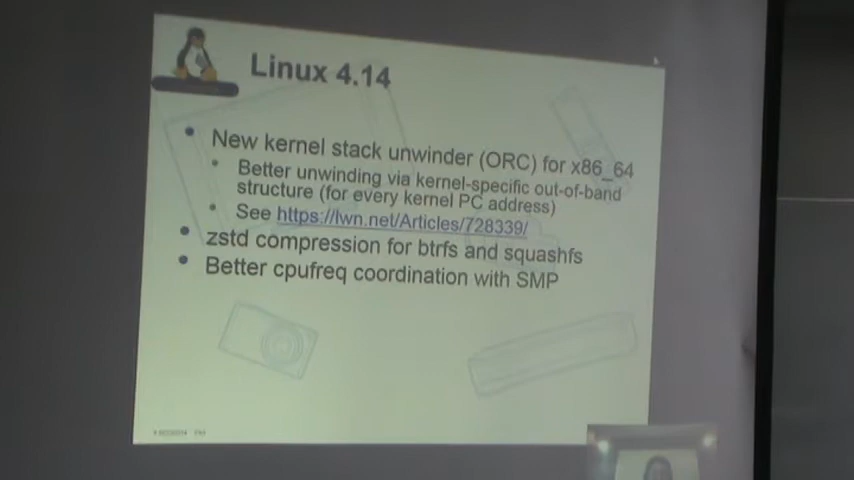 Linux 4.14
• New kernel stack unwinder (ORC) for x86_64
• Better unwinding via kernel-specific out-of-band
structure (for every kernel PC address)
• See https://lwn.net/Articles/728339/
• zstd compression for btrfs and squashfs
• Better cpufreq coordination with SMP